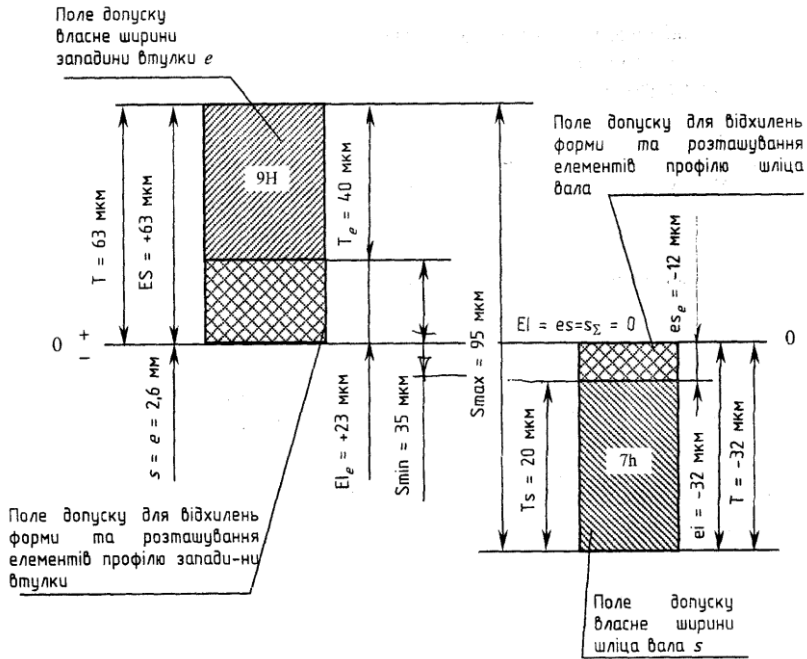 Поле допуску
власне ширини
западини втулки e
9H
T = 63 мкм
ES = +63 мкм
Te = 40 мкм
0
+
−
s = e = 2,6 мм
EIe = +23 мкм
Smin = 35 мкм
Smax = 95 мкм
Поле допуску для відхилень
форми та розташування
елементів профілю запади-ни
втулки
Поле допуску для відхилень
форми та розташування
елементів профілю шліца
вала
EI = es=sΣ = 0
ese = -12 мкм
0
Ts = 20 мкм
7h
ei = -32 мкм
T = -32 мкм
Поле допуску
власне ширини
шліца вала s